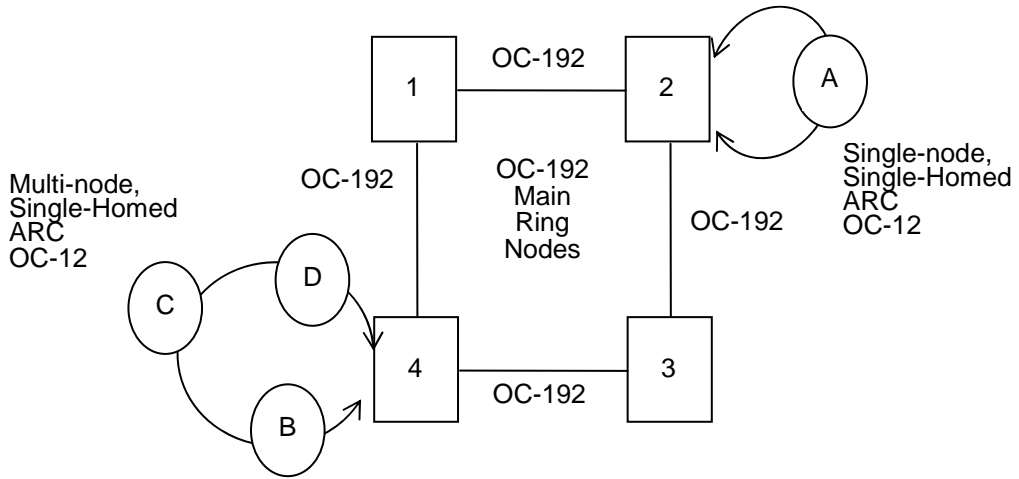 OC-192
1
2
A
OC-192
OC-192
Main
Ring
Nodes
Single-node,
Single-Homed
ARC
OC-12
Multi-node,
Single-Homed
ARC
OC-12
OC-192
D
C
4
3
OC-192
B